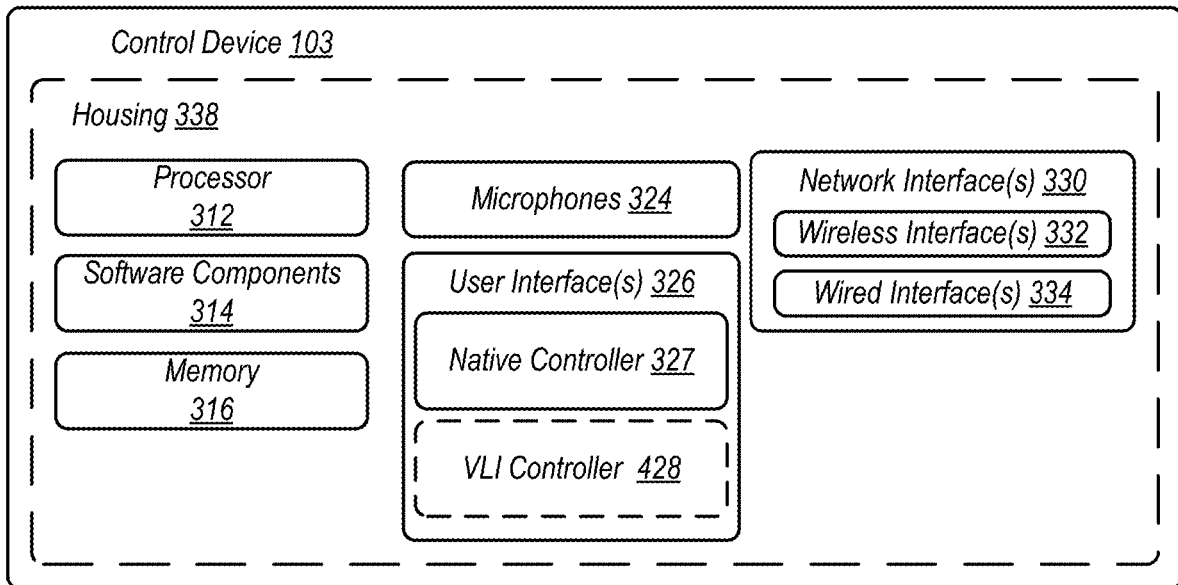 Control Device 103
Housing 338
Processor
312
Software Components
314
Memory
316
Microphones 324
User Interface(s) 326
Native Controller 327
VLI Controller 428
Network Interface(s) 330
Wireless Interface(s) 332
Wired Interface(s) 334